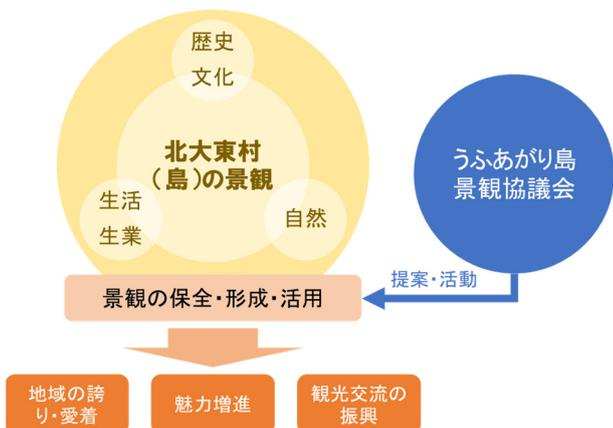 歴史
文化
北大東村
（島）の景観
生活
生業
自然
うふあがり島
景観協議会
提案・活動
景観の保全・形成・活用
地域の誇
り・愛着
魅力増進
観光交流の
振興